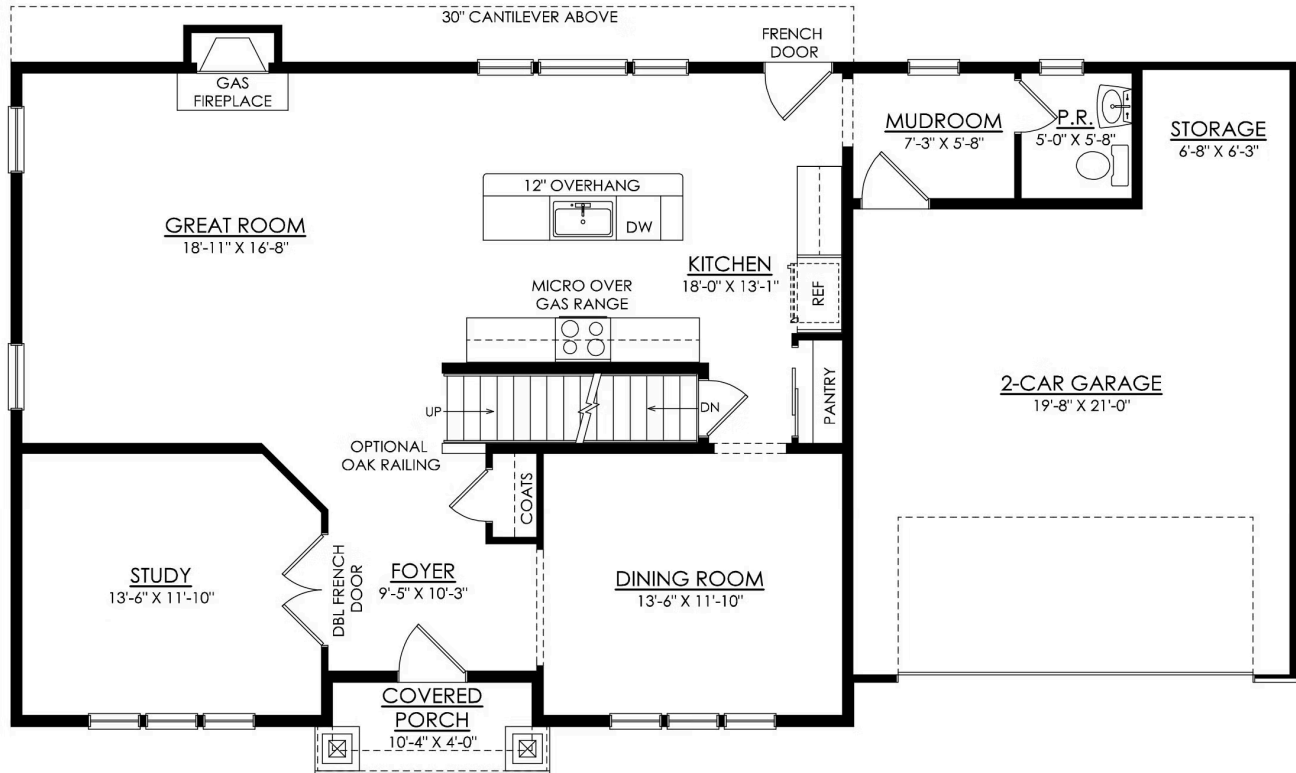 30" CANTILEVER ABOVE
FRENCH
DOOR
GAS
FIREPLACE
MUDROOM
7'-3" X 5'-8"
P.R.
5'-0" X 5'-8"
STORAGE
6'-8" X 6'-3"
12" OVERHANG
DW
GREAT ROOM
18'-11" X 16'-8"
KITCHEN
18'-0" X 13'-1"
REF
MICRO OVER
GAS RANGE
PANTRY
2-CAR GARAGE
19'-8" X 21'-0"
UP
DN
OPTIONAL
OAK RAILING
COATS
STUDY
13'-6" X 11'-10"
DBL FRENCH
DOOR
FOYER
9'-5" X 10'-3"
DINING ROOM
13'-6" X 11'-10"
COVERED
PORCH
10'-4" X 4'-0"